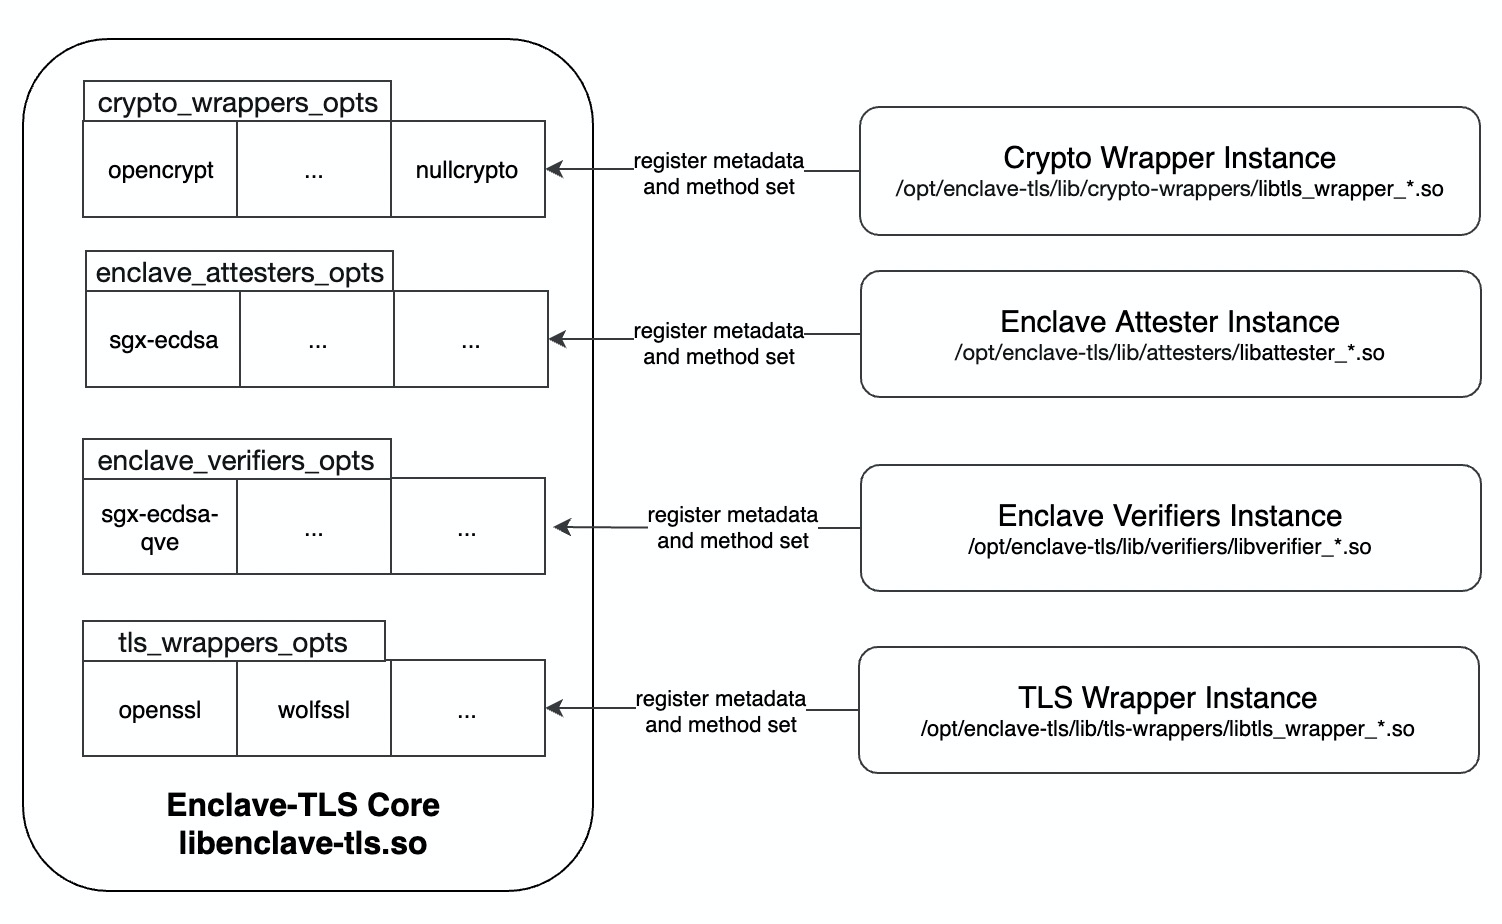 crypto_wrappers_opts
opencrypt
...
nullcrypto
register metadata
and method set
Crypto Wrapper Instance
/opt/enclave-tls/lib/crypto-wrappers/libtls_wrapper_*.so
enclave_attesters_opts
sgx-ecdsa
...
...
register metadata
and method set
Enclave Attester Instance
/opt/enclave-tls/lib/attesters/libattester_*.so
enclave_verifiers_opts
sgx-ecdsa-
qve
...
...
register metadata
and method set
Enclave Verifiers Instance
/opt/enclave-tls/lib/verifiers/libverifier_*.so
tls_wrappers_opts
openssl
wolfssl
...
register metadata
and method set
TLS Wrapper Instance
/opt/enclave-tls/lib/tls-wrappers/libtls_wrapper_*.so
Enclave-TLS Core
libenclave-tls.so